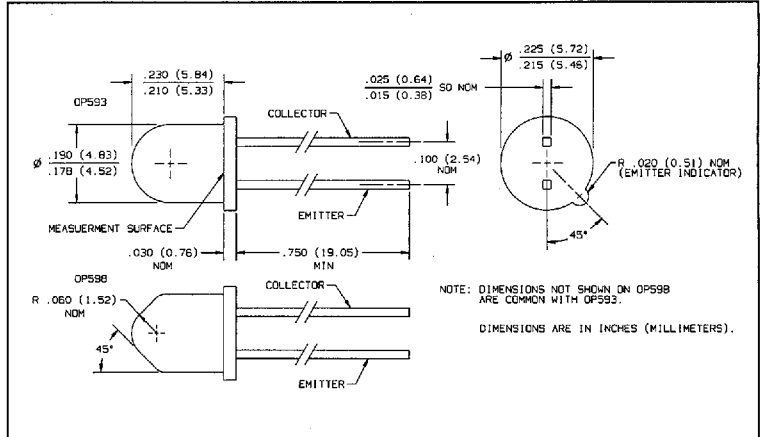 .230 (5.84)
.210 (5.33)
OP593
Ø .190 (4.83)
.178 (4.52)
MEASUERMENT SURFACE
.030 (0.76)
NOM
.750 (19.05)
MIN
COLLECTOR
EMITTER
.025 (0.64)
.015 (0.38) SQ NOM
.100 (2.54)
NOM
Ø .225 (5.72)
.215 (5.46)
R .020 (0.51) NOM
(EMITTER INDICATOR)
45°
OP598
R .060 (1.52)
NOM
45°
COLLECTOR
EMITTER
NOTE: DIMENSIONS NOT SHOWN ON OP598
ARE COMMON WITH OP593.
DIMENSIONS ARE IN INCHES (MILLIMETERS).